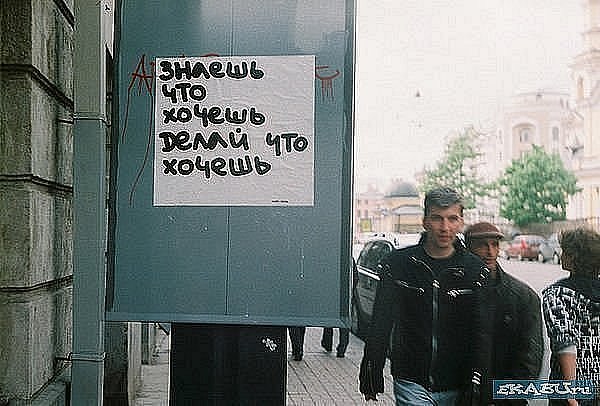 знаешь
что
хочешь
делай что
хочешь
eKABU.ru